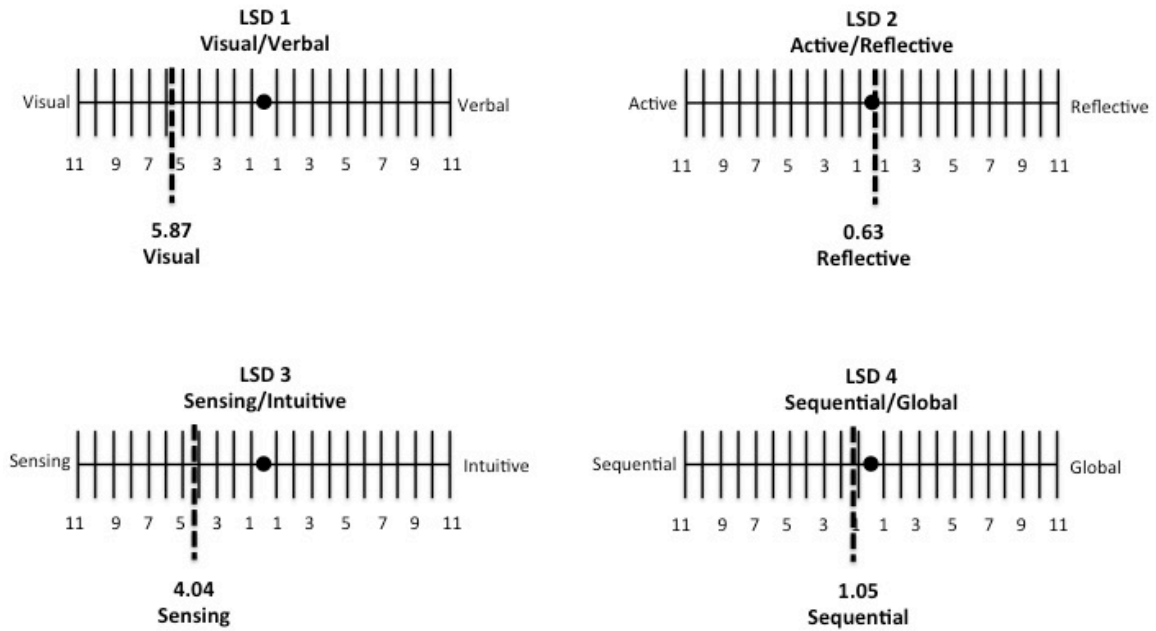 LSD 1
Visual/Verbal
Visual
Verbal
11 9 7 5 3 1 1 3 5 7 9 11
5.87
Visual
LSD 2
Active/Reflective
Active
Reflective
11 9 7 5 3 1 1 3 5 7 9 11
0.63
Reflective
LSD 3
Sensing/Intuitive
Sensing
Intuitive
11 9 7 5 3 1 1 3 5 7 9 11
4.04
Sensing
LSD 4
Sequential/Global
Sequential
Global
11 9 7 5 3 1 1 3 5 7 9 11
1.05
Sequential